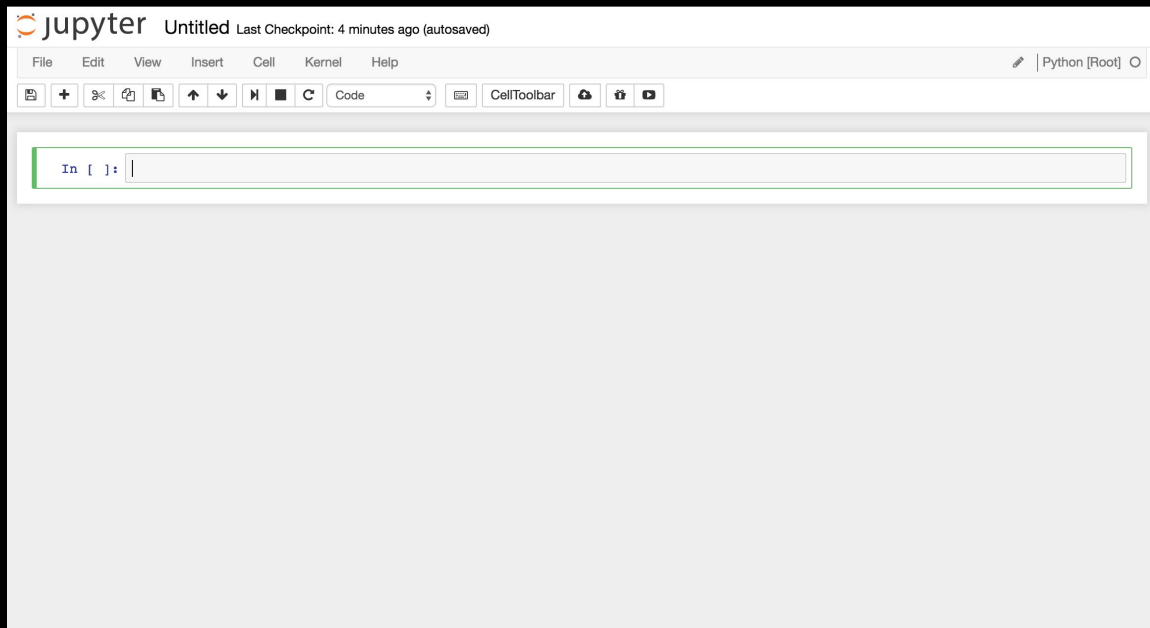 jupyter Untitled Last Checkpoint: 4 minutes ago (autosaved)
File Edit View Insert Cell Kernel Help Python [Root]
Code CellToolbar
In [ ]: